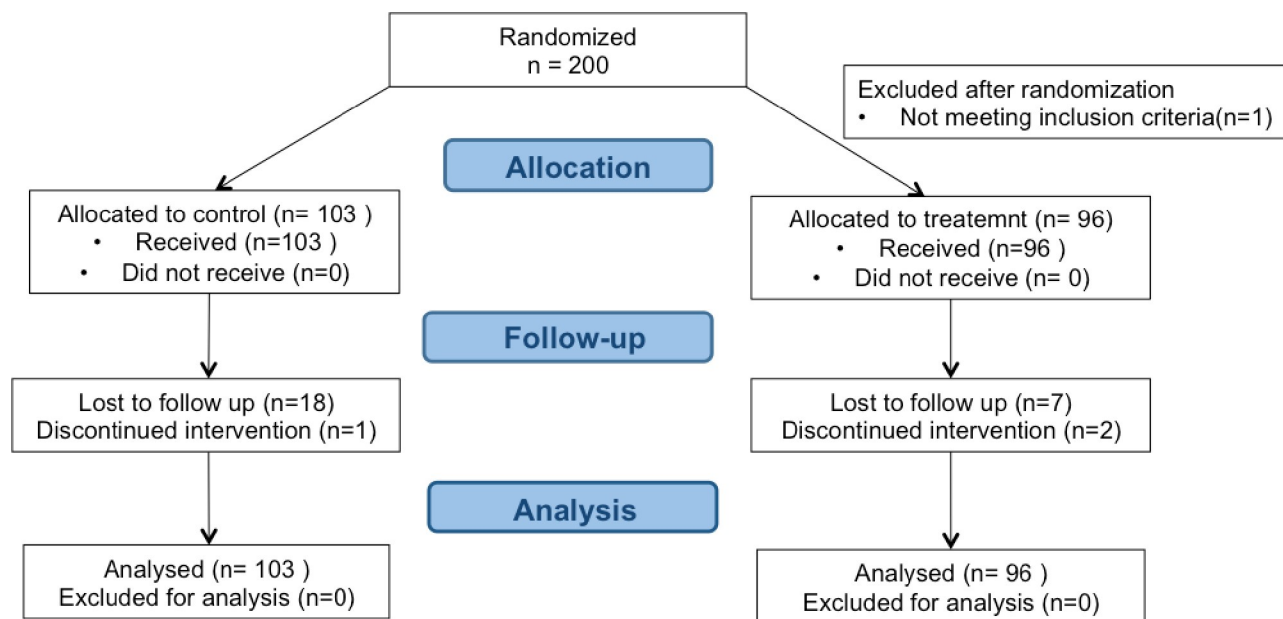 Randomized
n = 200
Excluded after randomization
• Not meeting inclusion criteria(n=1)
Allocation
Allocated to control (n= 103 )
• Received (n=103 )
• Did not receive (n=0)
Allocated to treatemnt (n= 96)
• Received (n=96 )
• Did not receive (n= 0)
Follow-up
Lost to follow up (n=18)
Discontinued intervention (n=1)
Lost to follow up (n=7)
Discontinued intervention (n=2)
Analysis
Analysed (n= 103 )
Excluded for analysis (n=0)
Analysed (n= 96 )
Excluded for analysis (n=0)